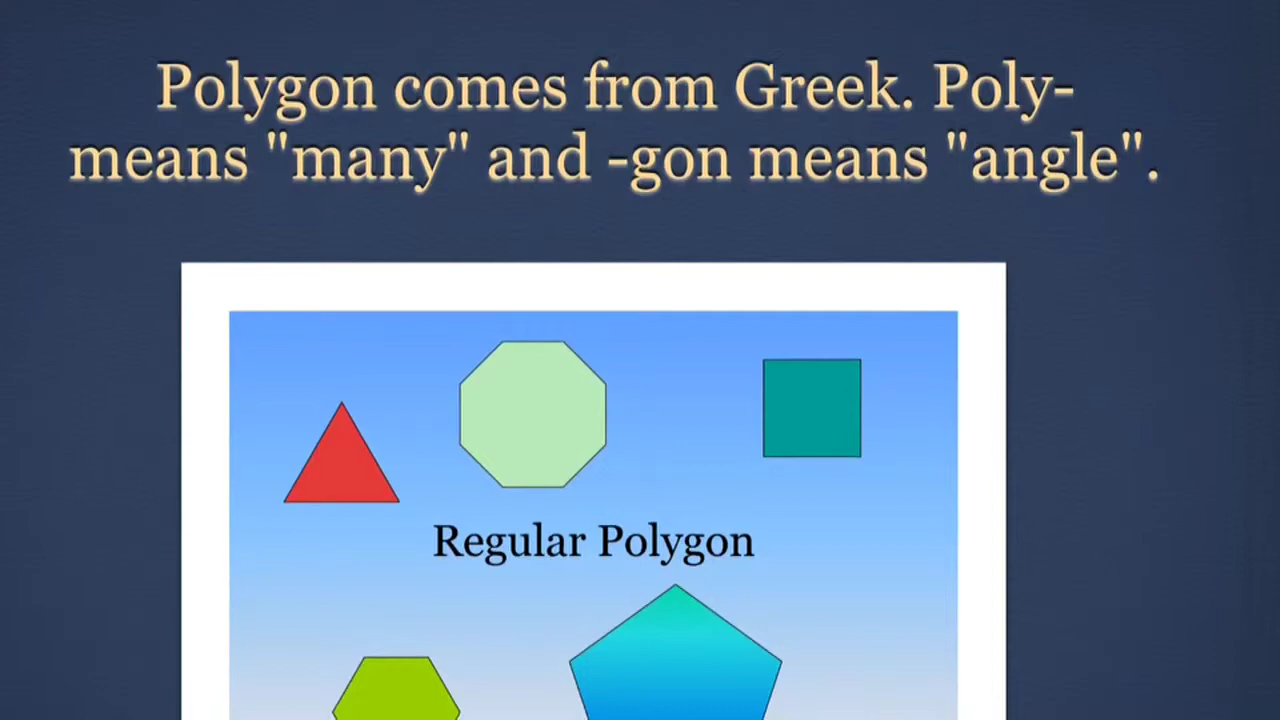 Polygon comes from Greek. Poly-
means "many" and -gon means "angle".
Regular Polygon